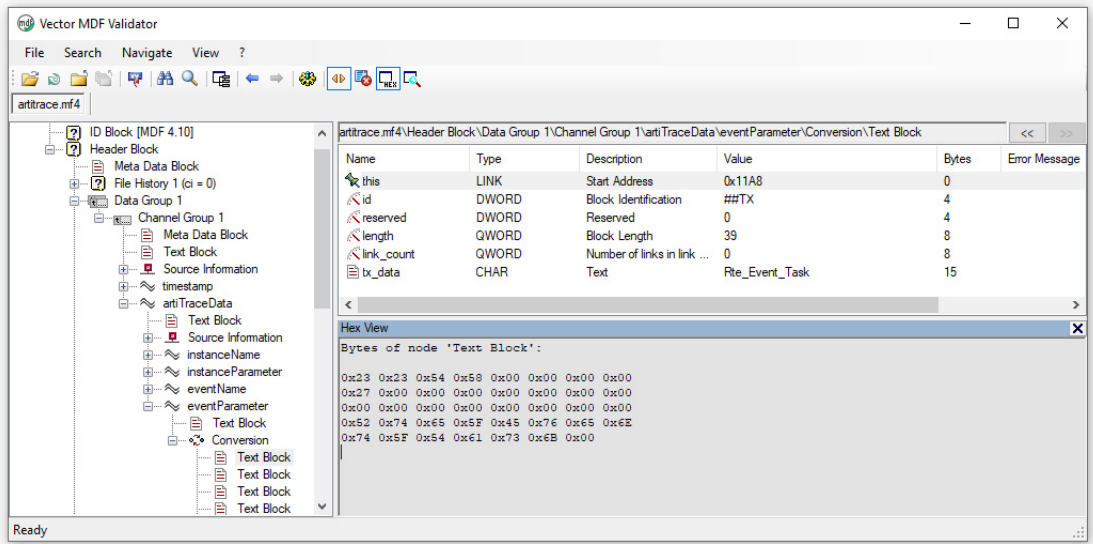 Vector MDF Validator
File Search Navigate View ?
HEX
artitrace.mf4
ID Block [MDF 4.10]
Header Block
Meta Data Block
File History 1 (ci = 0)
Data Group 1
Channel Group 1
Meta Data Block
Text Block
Source Information
timestamp
artiTraceData
Text Block
Source Information
instanceName
instanceParameter
eventName
eventParameter
Text Block
Conversion
Text Block
Text Block
Text Block
Text Block
artitrace.mf4\Header Block\Data Group 1\Channel Group 1\artiTraceData\eventParameter\Conversion\Text Block << >>
Name Type Description Value Bytes Error Message
this LINK Start Address 0x11A8 0
id DWORD Block Identification ##TX 4
reserved DWORD Reserved 0 4
length QWORD Block Length 39 8
link_count QWORD Number of links in link ... 0 8
tx_data CHAR Text Rte_Event_Task 15
Hex View
Bytes of node 'Text Block':
0x23 0x23 0x54 0x58 0x00 0x00 0x00 0x00
0x27 0x00 0x00 0x00 0x00 0x00 0x00 0x00
0x00 0x00 0x00 0x00 0x00 0x00 0x00 0x00
0x52 0x74 0x65 0x5F 0x45 0x76 0x65 0x6E
0x74 0x5F 0x54 0x61 0x73 0x6B 0x00
Ready